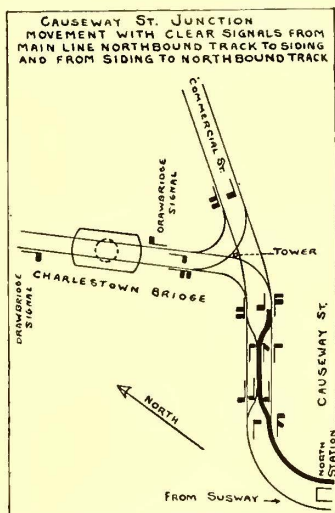 CAUSEWAY ST. JUNCTION
MOVEMENT WITH CLEAR SIGNALS FROM
MAIN LINE NORTHBOUND TRACK TO SIDING
AND FROM SIDING TO NORTHBOUND TRACK
COMMERCIAL ST.
DRAWBRIDGE
SIGNAL
TOWER
CHARLESTOWN BRIDGE
DRAWBRIDGE
SIGNAL
CAUSEWAY ST.
NORTH
NORTH
STATION
FROM SUSWAY